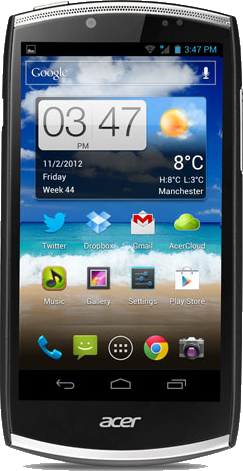 3:47 PM
Google
03 47
PM
11/2/2012
Friday
Week 44
8°C
H:8°C L:3°C
Manchester
Twitter Dropbox Gmail AcerCloud
Music Gallery Settings Play Store
acer